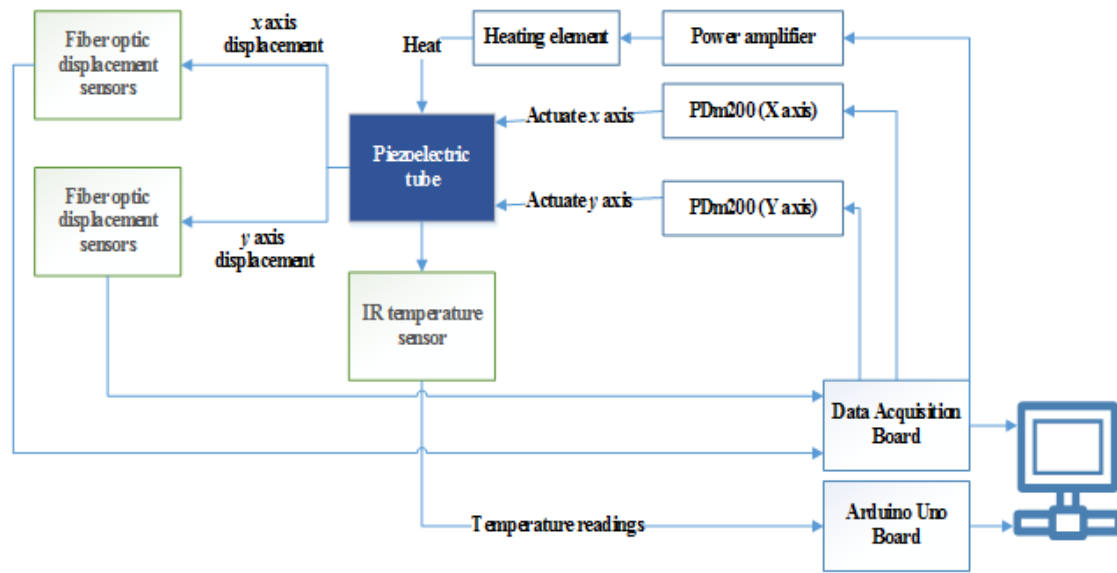 Fiber optic
displacement
sensors
x axis
displacement
Heat
Heating element
Power amplifier
Actuate x axis
PDm200 (X axis)
Piezoelectric
tube
Fiber optic
displacement
sensors
Actuate y axis
PDm200 (Y axis)
y axis
displacement
IR temperature
sensor
Data Acquisition
Board
Temperature readings
Arduino Uno
Board